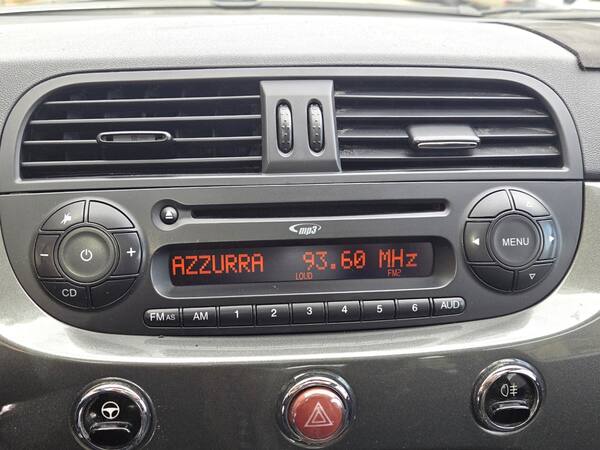 mp3
AZZURRA 93.60 MHz
LOUD FM2
MENU
CD
FM AS AM 1 2 3 4 5 6 AUD